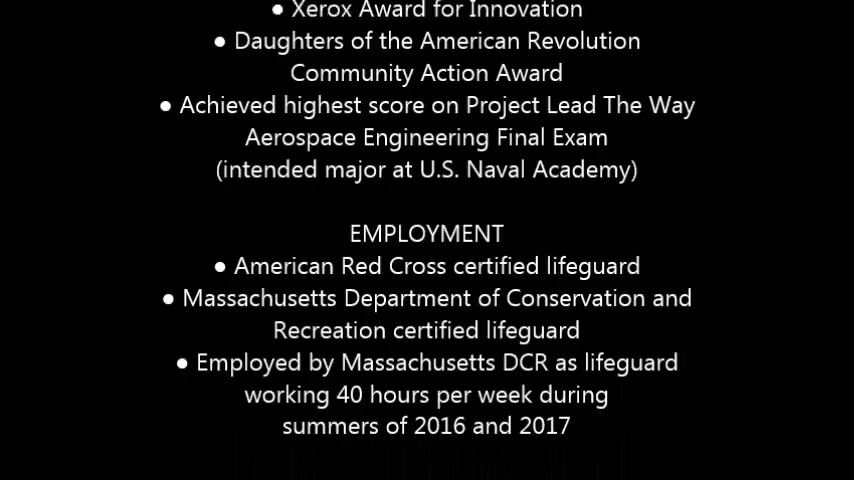 ● Xerox Award for Innovation
● Daughters of the American Revolution
Community Action Award
● Achieved highest score on Project Lead The Way
Aerospace Engineering Final Exam
(intended major at U.S. Naval Academy)
EMPLOYMENT
● American Red Cross certified lifeguard
● Massachusetts Department of Conservation and
Recreation certified lifeguard
● Employed by Massachusetts DCR as lifeguard
working 40 hours per week during
summers of 2016 and 2017